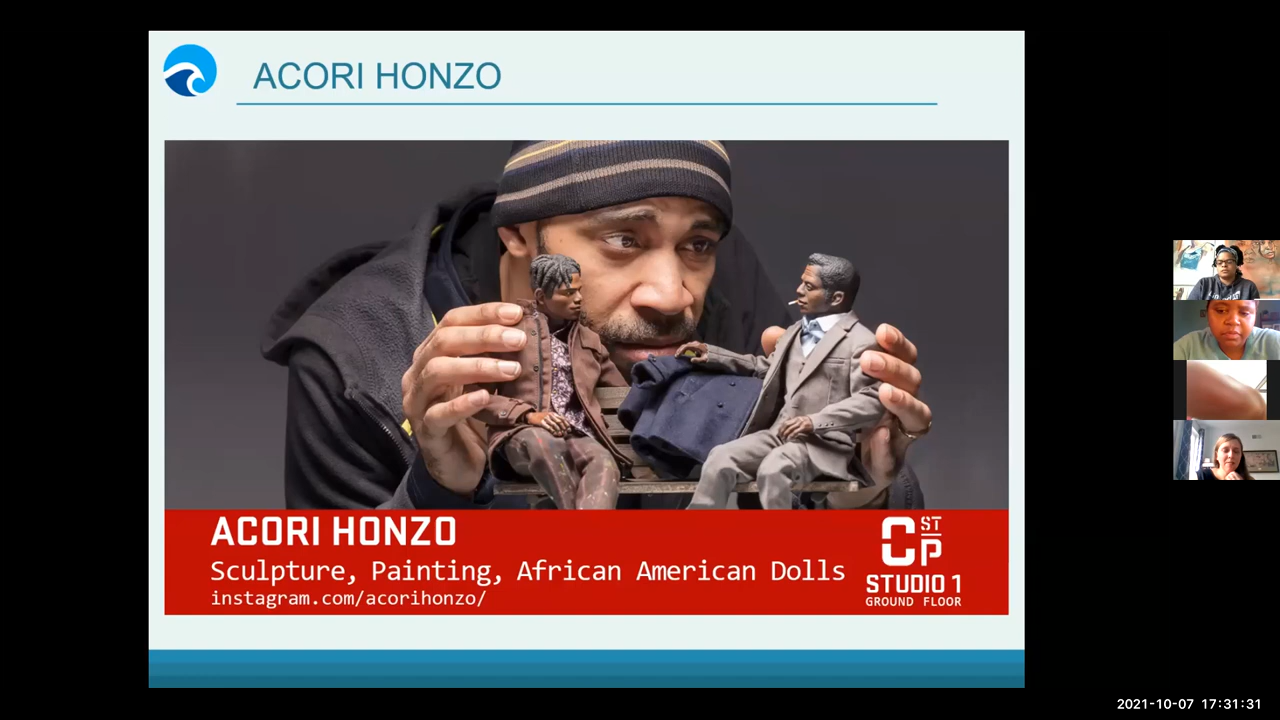 ACORI HONZO
ACORI HONZO
Sculpture, Painting, African American Dolls
instagram.com/acorihonzo/
C ST P
STUDIO 1
GROUND FLOOR
2021-10-07 17:31:31